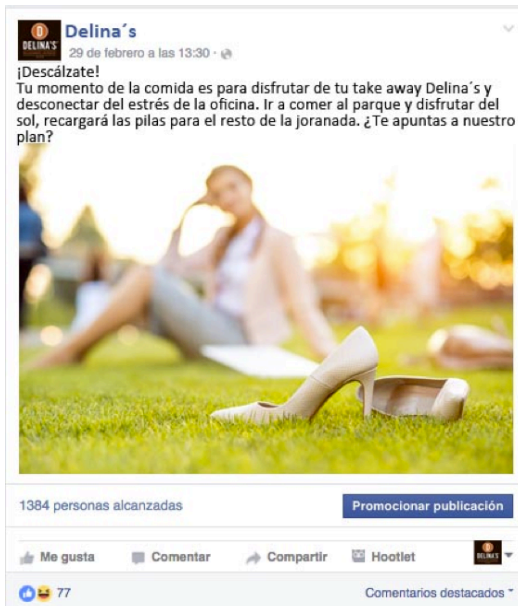 Delina´s
DELINA'S
29 de febrero a las 13:30 ·
¡Descálzate!
Tu momento de la comida es para disfrutar de tu take away Delina´s y
desconectar del estrés de la oficina. Ir a comer al parque y disfrutar del
sol, recargará las pilas para el resto de la joranada. ¿Te apuntas a nuestro
plan?
1384 personas alcanzadas
Promocionar publicación
Me gusta
Comentar
Compartir
Hootlet
DELINA'S
77
Comentarios destacados